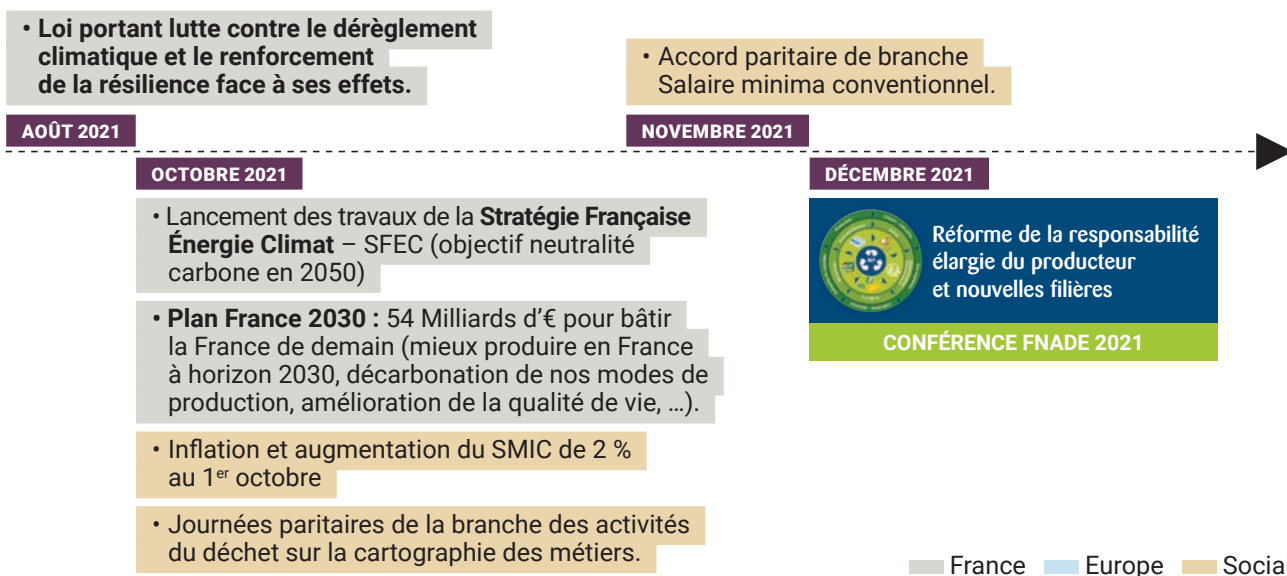 • Loi portant lutte contre le dérèglement
climatique et le renforcement
de la résilience face à ses effets.
• Accord paritaire de branche
Salaire minima conventionnel.
AOÛT 2021
NOVEMBRE 2021
OCTOBRE 2021
DÉCEMBRE 2021
• Lancement des travaux de la Stratégie Française
Énergie Climat – SFEC (objectif neutralité
carbone en 2050)
• Plan France 2030 : 54 Milliards d'€ pour bâtir
la France de demain (mieux produire en France
à horizon 2030, décarbonation de nos modes de
production, amélioration de la qualité de vie, ...).
• Inflation et augmentation du SMIC de 2 %
au 1er octobre
• Journées paritaires de la branche des activités
du déchet sur la cartographie des métiers.
Réforme de la responsabilité
élargie du producteur
et nouvelles filières
CONFÉRENCE FNADE 2021
France Europe Socia